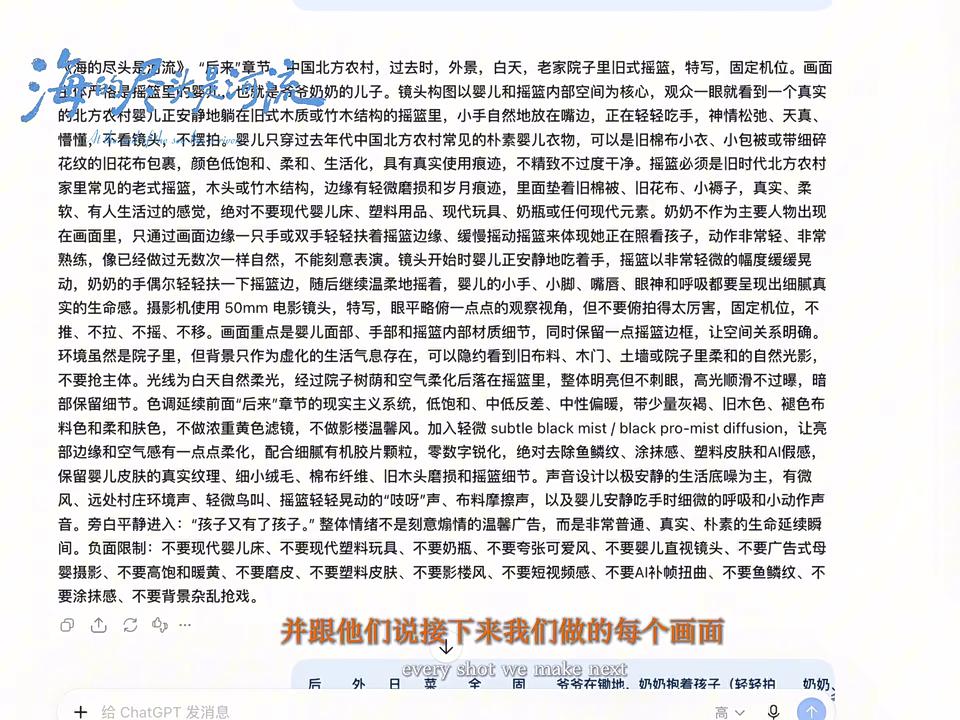 《海的尽头是河流》，“后来”章节，中国北方农村，过去时，外景，白天，老家院子里旧式摇篮，特写，固定机位。画面
主体严格是摇篮里的婴儿，也就是爷爷奶奶的儿子。镜头构图以婴儿和摇篮内部空间为核心，观众一眼就看到一个真实
的北方农村婴儿正安静地躺在旧式木质或竹木结构的摇篮里，小手自然地放在嘴边，正在轻轻吃手，神情松弛、天真、
懵懂，不看镜头，不摆拍。婴儿只穿过去年代中国北方农村常见的朴素婴儿衣物，可以是旧棉布小衣、小包被或带细碎
花纹的旧花布包裹，颜色低饱和、柔和、生活化，具有真实使用痕迹，不精致不过度干净。摇篮必须是旧时代北方农村
家里常见的老式摇篮，木头或竹木结构，边缘有轻微磨损和岁月痕迹，里面垫着旧棉被、旧花布、小褥子，真实、柔
软、有人生活过的感觉，绝对不要现代婴儿床、塑料用品、现代玩具、奶瓶或任何现代元素。奶奶不作为主要人物出现
在画面里，只通过画面边缘一只手或双手轻轻扶着摇篮边缘、缓慢摇动摇篮来体现她正在照看孩子，动作非常轻、非常
熟练，像已经做过无数次一样自然，不能刻意表演。镜头开始时婴儿正安静地吃着手，摇篮以非常轻微的幅度缓缓晃
动，奶奶的手偶尔轻轻扶一下摇篮边，随后继续温柔地摇着，婴儿的小手、小脚、嘴唇、眼神和呼吸都要呈现出细腻真
实的生命感。摄影机使用 50mm 电影镜头，特写，眼平略俯一点点的观察视角，但不要俯拍得太厉害，固定机位，不
推、不拉、不摇、不移。画面重点是婴儿面部、手部和摇篮内部材质细节，同时保留一点摇篮边框，让空间关系明确。
环境虽然是院子里，但背景只作为虚化的生活气息存在，可以隐约看到旧布料、木门、土墙或院子里柔和的自然光影，
不要抢主体。光线为白天自然柔光，经过院子树荫和空气柔化后落在摇篮里，整体明亮但不刺眼，高光顺滑不过曝，暗
部保留细节。色调延续前面“后来”章节的现实主义系统，低饱和、中低反差、中性偏暖，带少量灰褐、旧木色、褪色布
料色和柔和肤色，不做浓重黄色滤镜，不做影楼温馨风。加入轻微 subtle black mist / black pro-mist diffusion，让亮
部边缘和空气感有一点点柔化，配合细腻有机胶片颗粒，零数字锐化，绝对去除鱼鳞纹、涂抹感、塑料皮肤和AI假感，
保留婴儿皮肤的真实纹理、细小绒毛、棉布纤维、旧木头磨损和摇篮细节。声音设计以极安静的生活底噪为主，有微
风、远处村庄环境声、轻微鸟叫、摇篮轻轻晃动的“吱呀”声、布料摩擦声，以及婴儿安静吃手时细微的呼吸和小动作声
音。旁白平静进入：“孩子又有了孩子。” 整体情绪不是刻意煽情的温馨广告，而是非常普通、真实、朴素的生命延续瞬
间。负面限制：不要现代婴儿床、不要现代塑料玩具、不要奶瓶、不要夸张可爱风、不要婴儿直视镜头、不要广告式母
婴摄影、不要高饱和暖黄、不要磨皮、不要塑料皮肤、不要影楼风、不要短视频感、不要AI补帧扭曲、不要鱼鳞纹、不
要涂抹感、不要背景杂乱抢戏。
海的尽头是河流
并跟他们说接下来我们做的每个画面
every shot we make next
后 外 日 菜 全 固 爷爷在锄地，奶奶抱着孩子（轻轻拍 奶奶、
给 ChatGPT 发消息
高